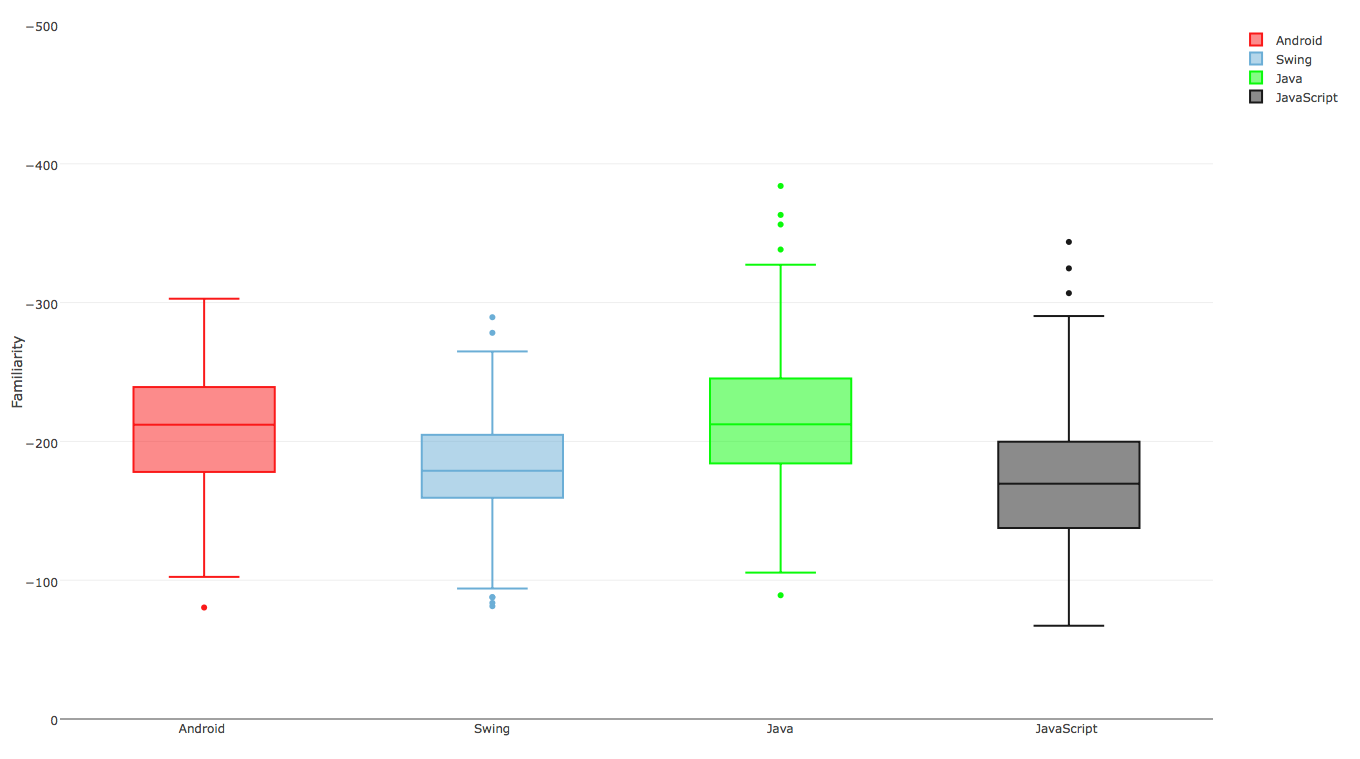 Android
Swing
Java
JavaScript
−500
−400
−300
−200
−100
0
Familiarity
Android
Swing
Java
JavaScript